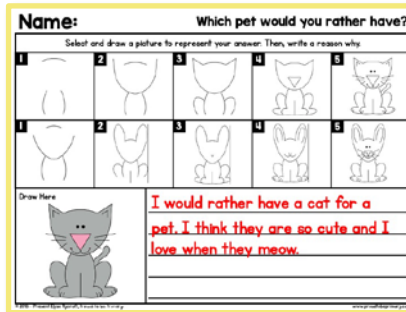 Name: Which pet would you rather have?
Select and draw a picture to represent your answer. Then, write a reason why.
1 2 3 4 5
1 2 3 4 5
Draw Here
I would rather have a cat for a
pet. I think they are so cute and I
love when they meow.